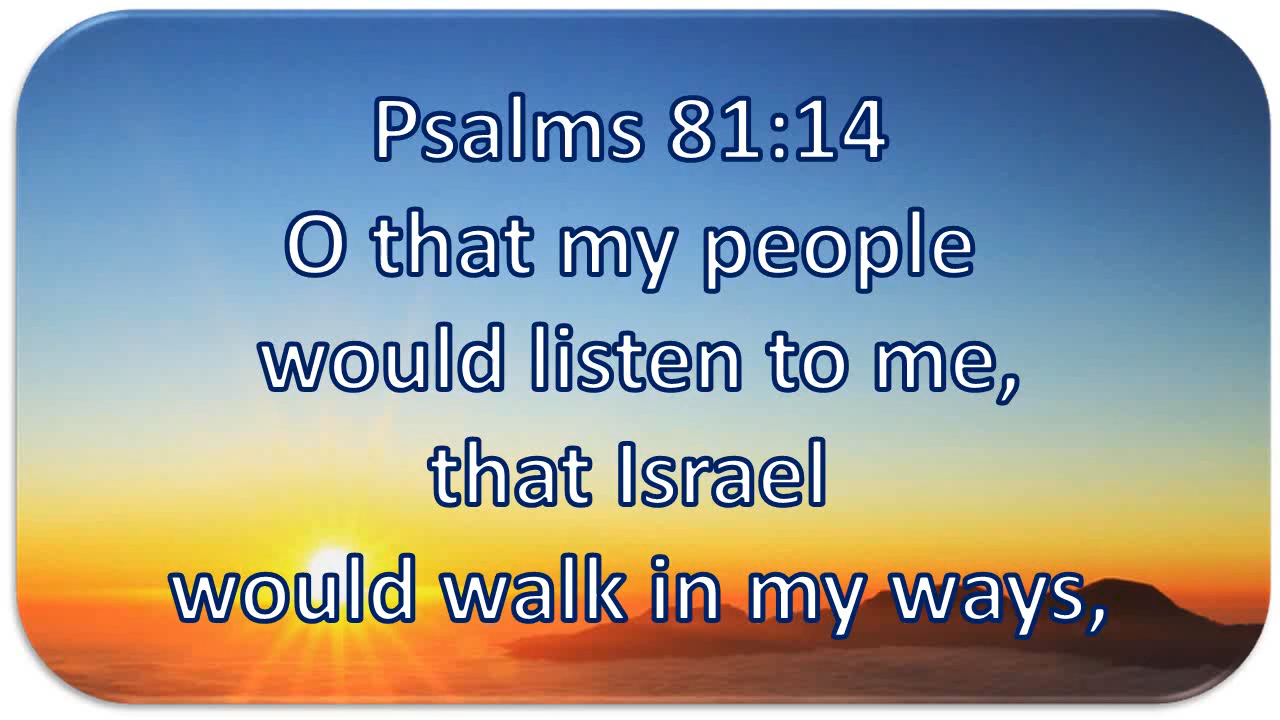 Psalms 81:14
O that my people
would listen to me,
that Israel
would walk in my ways,